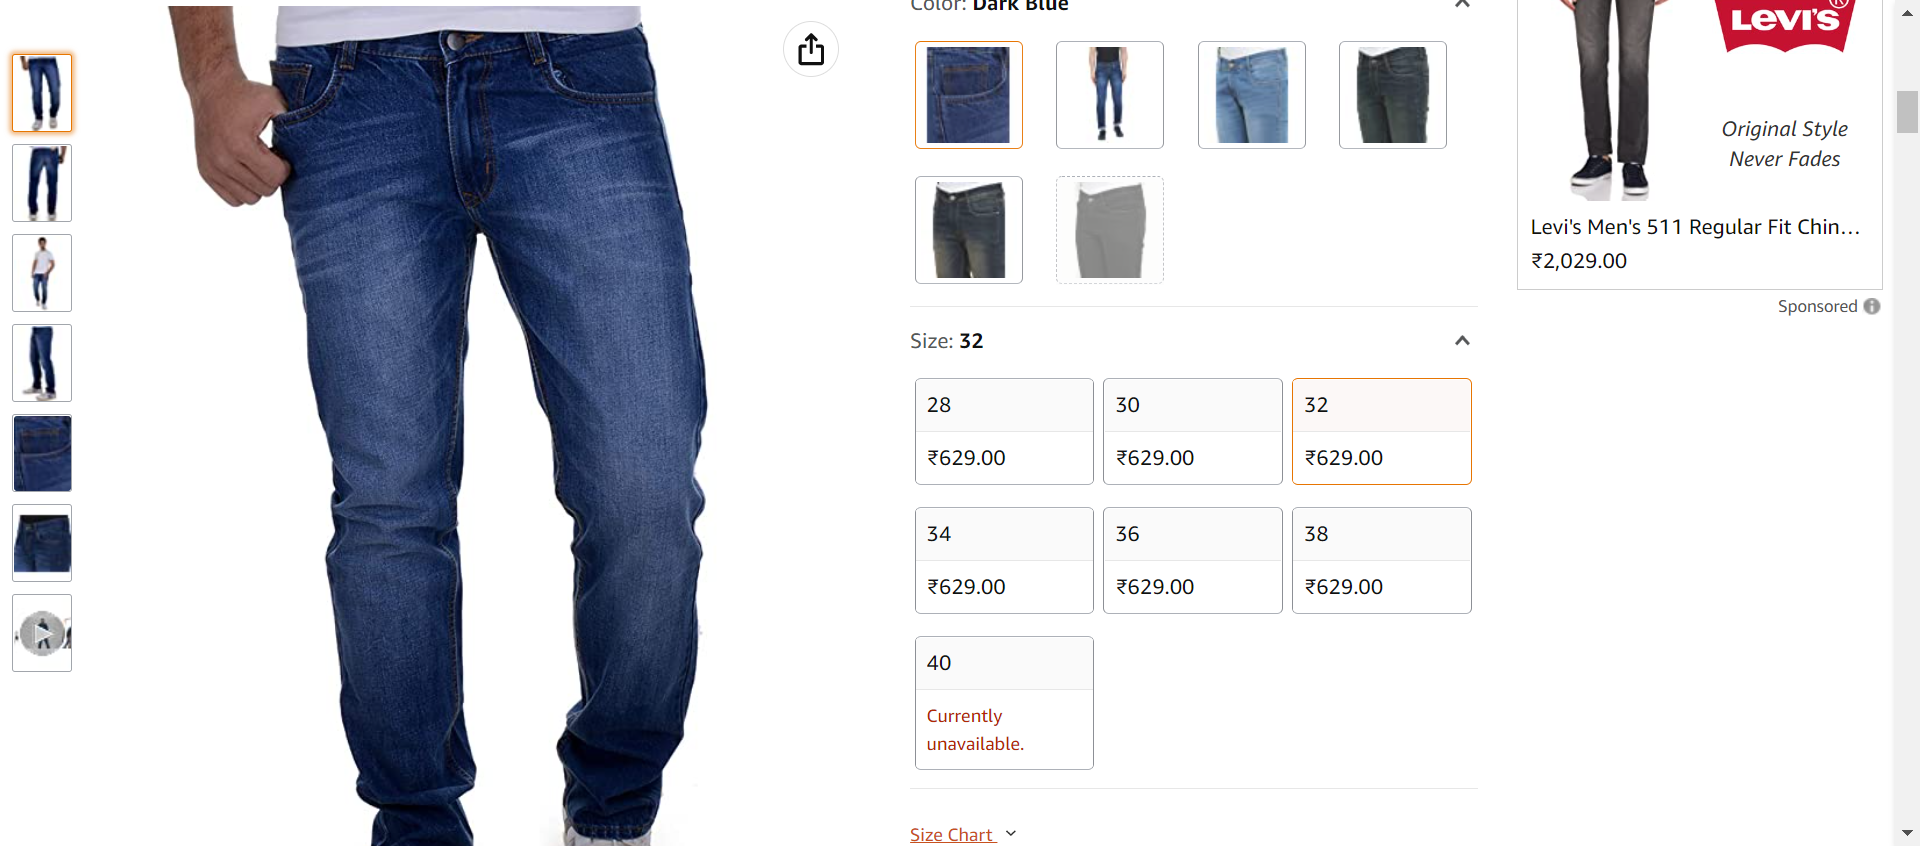 Color: Dark Blue
Size: 32
28
₹629.00
30
₹629.00
32
₹629.00
34
₹629.00
36
₹629.00
38
₹629.00
40
Currently
unavailable.
Size Chart
LEVI'S®
Original Style
Never Fades
Levi's Men's 511 Regular Fit Chin...
₹2,029.00
Sponsored